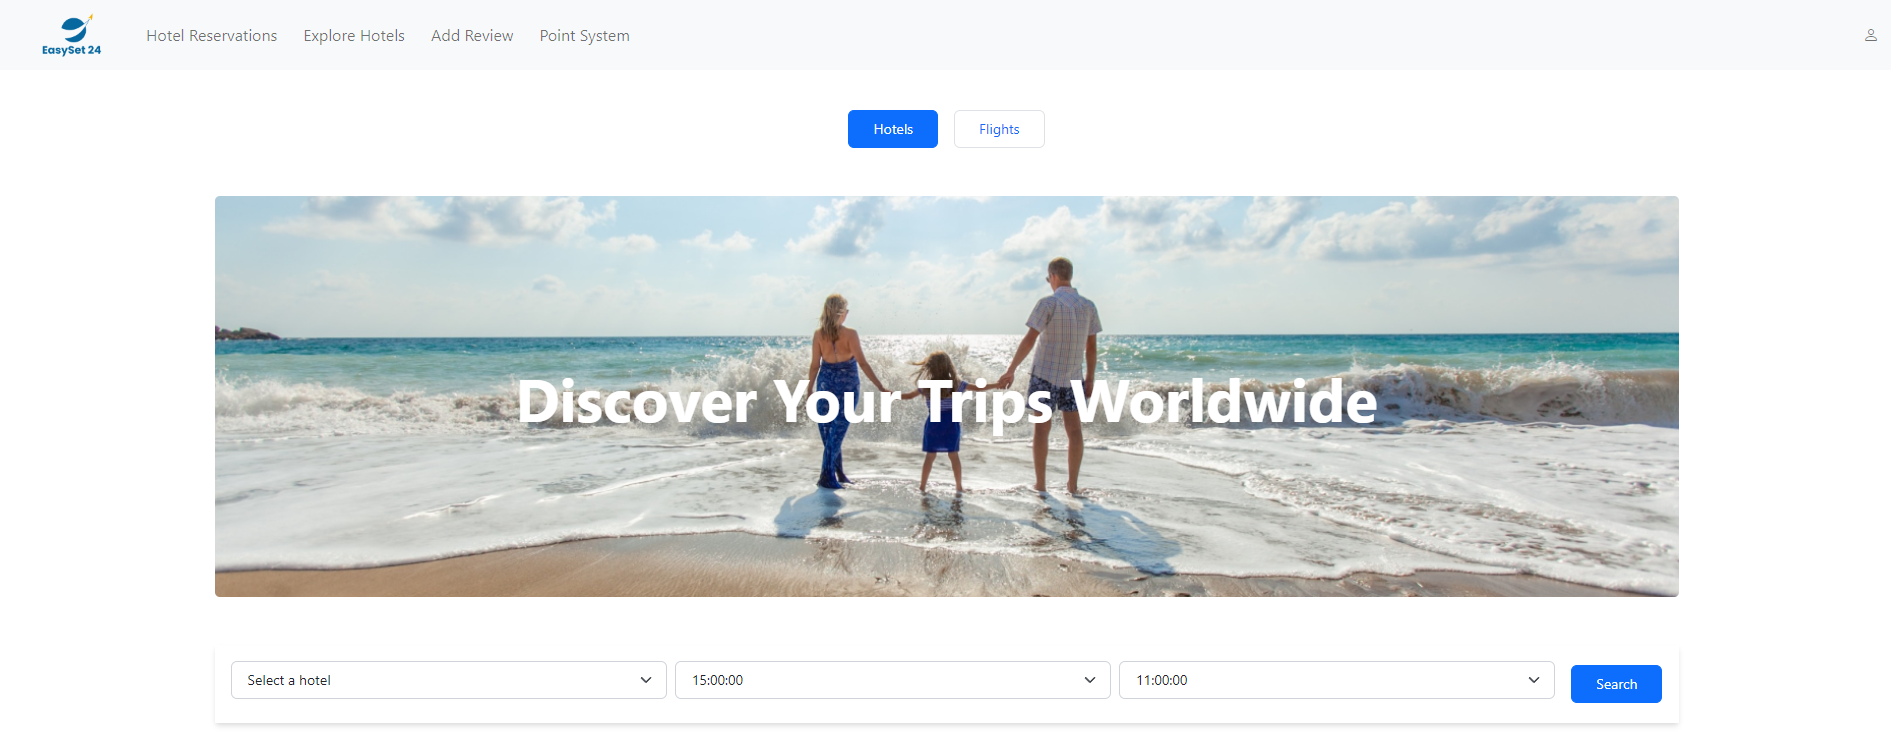 EasySet 24
Hotel Reservations Explore Hotels Add Review Point System
Hotels Flights
Discover Your Trips Worldwide
Select a hotel 15:00:00 11:00:00 Search